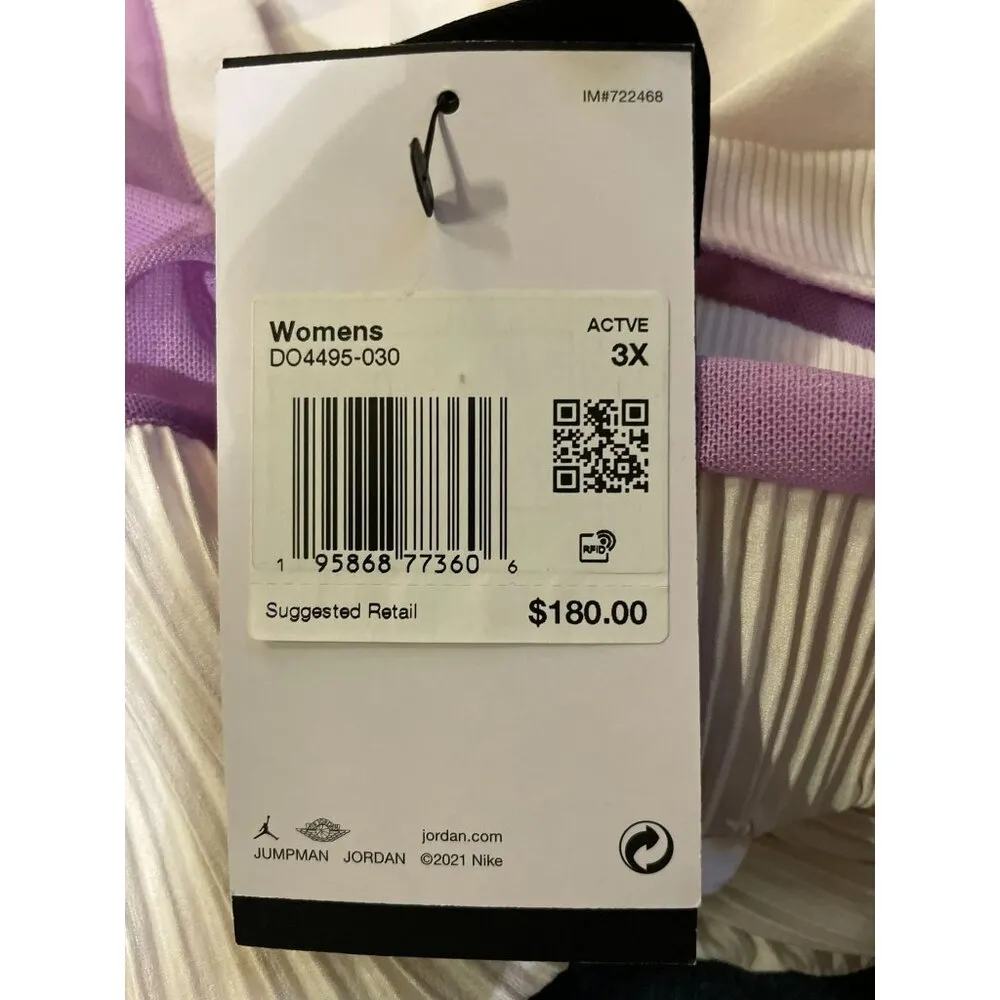 IM#722468
Womens
ACTVE
DO4495-030
3X
1 95868 77360 6
RFID
Suggested Retail
$180.00
JUMPMAN JORDAN
jordan.com
©2021 Nike